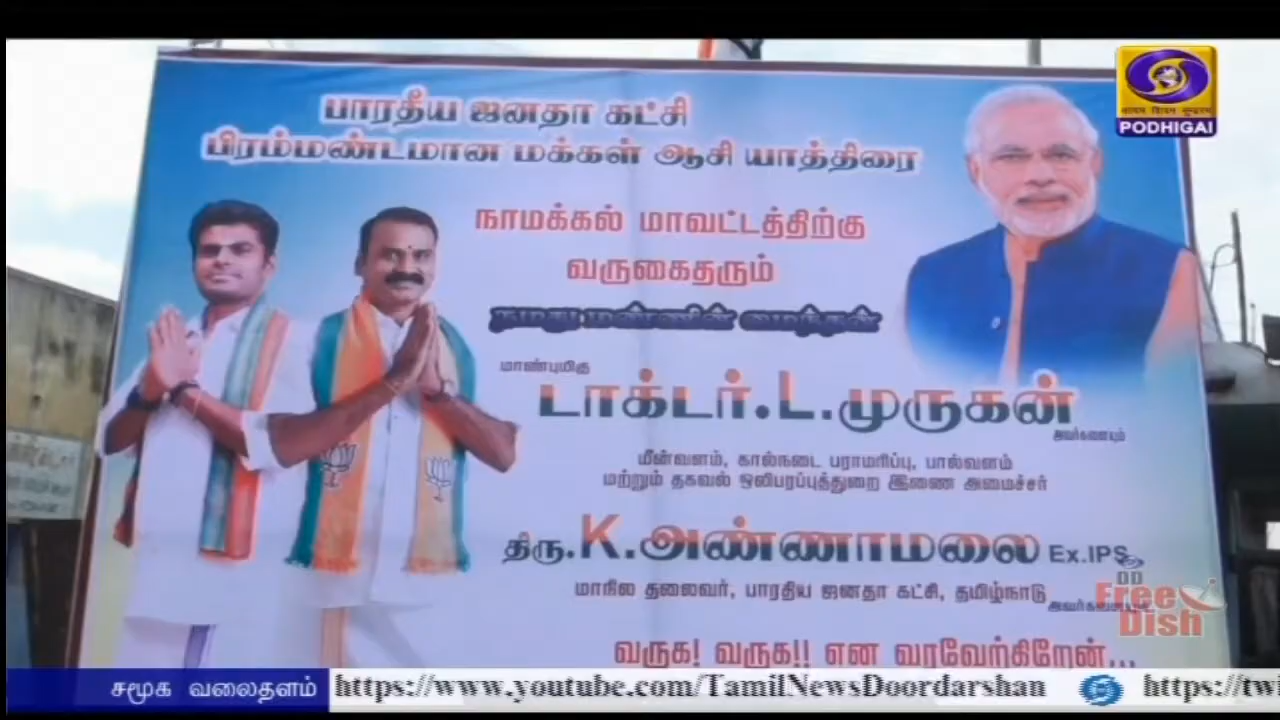 பாரதீய ஜனதா கட்சி
பிரம்மண்டமான மக்கள் ஆசி யாத்திரை
நாமக்கல் மாவட்டத்திற்கு
வருகைதரும்
நமது மண்ணின் மைந்தன்
மாண்புமிகு
டாக்டர்.L.முருகன்
அவர்களையும்
மீன்வளம், கால்நடை பராமரிப்பு, பால்வளம்
மற்றும் தகவல் ஒலிபரப்புத்துறை இணை அமைச்சர்
திரு.K.அண்ணாமலை Ex.IPS,
மாநில தலைவர், பாரதிய ஜனதா கட்சி, தமிழ்நாடு
வருக! வருக!! என வரவேற்கிறேன்...
PODHIGAI
DD
Free
Dish
சமூக வலைதளம்
https://www.youtube.com/TamilNewsDoordarshan
https://twi